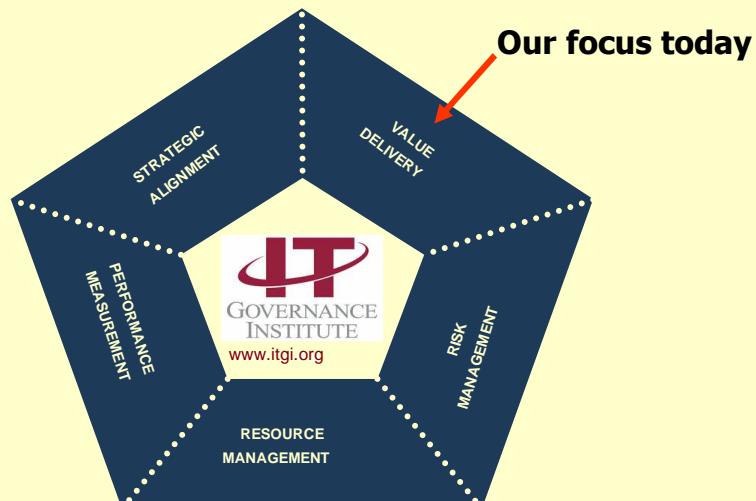 Our focus today
STRATEGIC
ALIGNMENT
VALUE
DELIVERY
PERFORMANCE
MEASUREMENT
IT
GOVERNANCE
INSTITUTE
www.itgi.org
RISK
MANAGEMENT
RESOURCE
MANAGEMENT